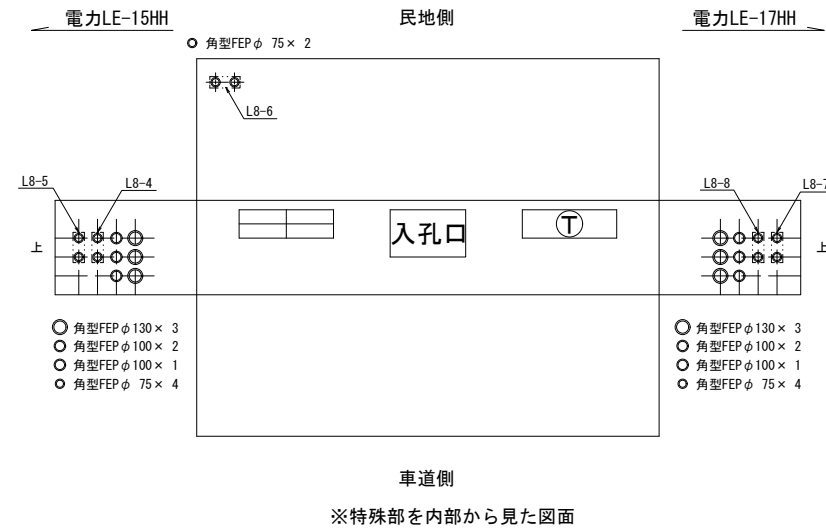 電力LE-15HH
民地側
電力LE-17HH
角型FEPφ 75× 2
L8-6
L8-5
L8-4
L8-8
L8-7
上
入孔口
T
上
角型FEPφ130× 3
角型FEPφ100× 2
角型FEPφ100× 1
角型FEPφ 75× 4
角型FEPφ130× 3
角型FEPφ100× 2
角型FEPφ100× 1
角型FEPφ 75× 4
車道側
※特殊部を内部から見た図面